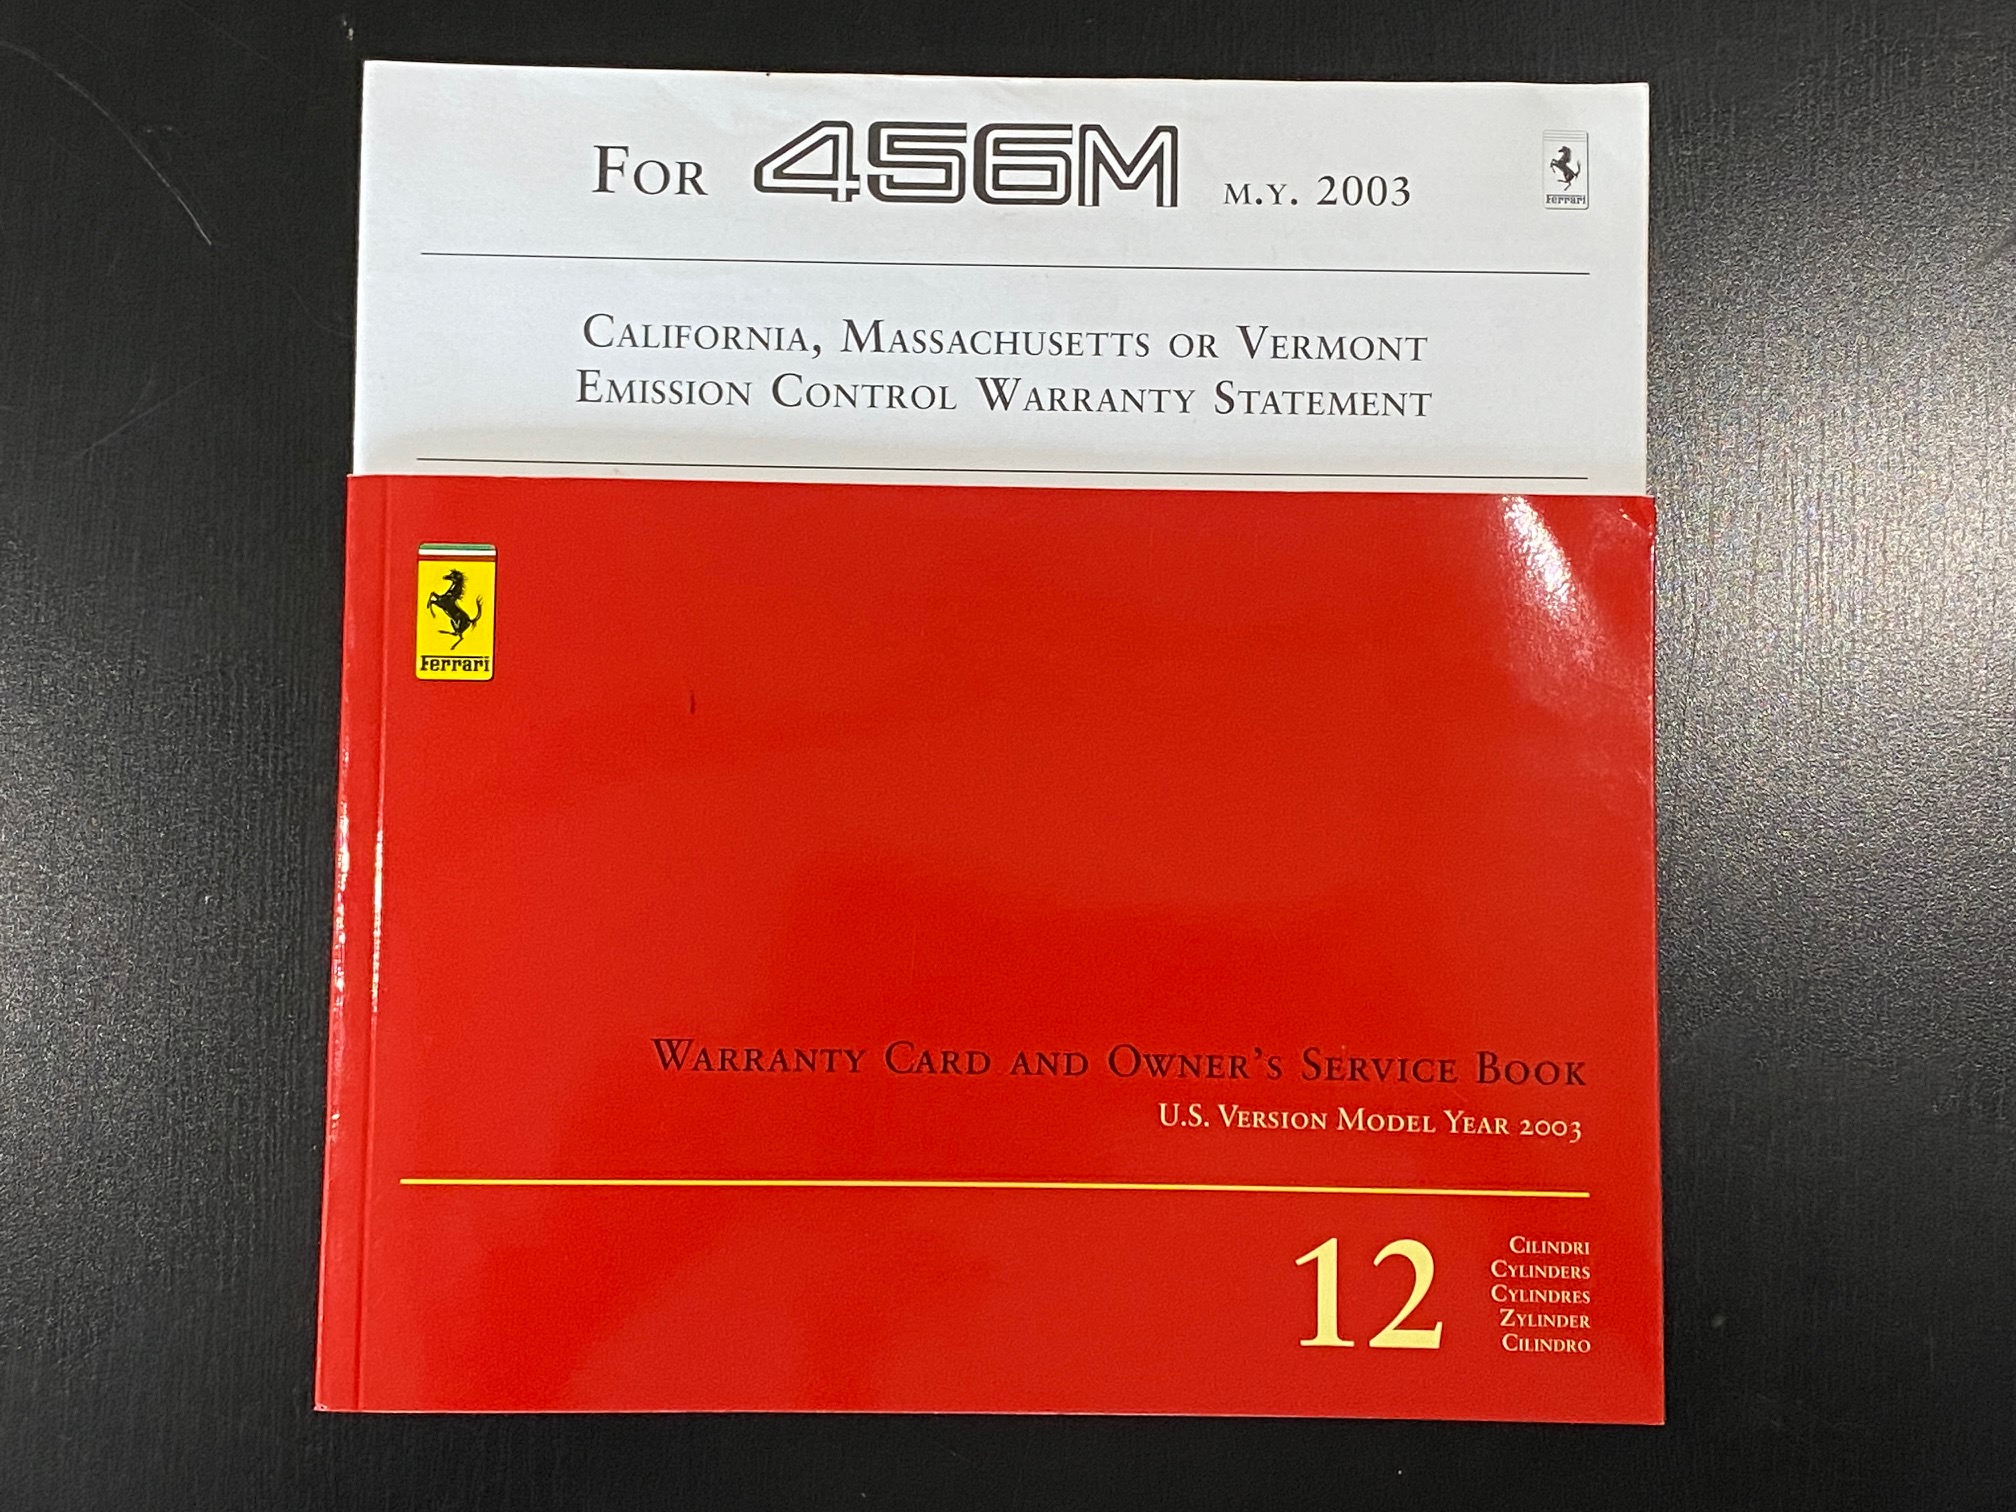 FOR 456M M.Y. 2003
Ferrari
CALIFORNIA, MASSACHUSETTS OR VERMONT
EMISSION CONTROL WARRANTY STATEMENT
Ferrari
WARRANTY CARD AND OWNER'S SERVICE BOOK
U.S. VERSION MODEL YEAR 2003
12
CILINDRI
CYLINDERS
CYLINDRES
ZYLINDER
CILINDRO